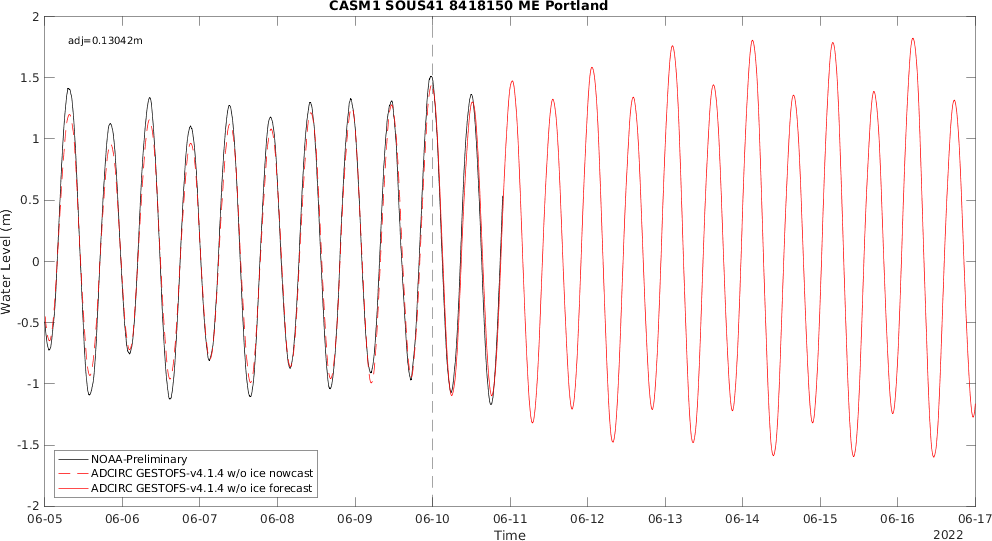 CASM1 SOUS41 8418150 ME Portland
adj=0.13042m
2
1.5
1
0.5
0
-0.5
-1
-1.5
-2
Water Level (m)
NOAA-Preliminary
ADCIRC GESTOFS-v4.1.4 w/o ice nowcast
ADCIRC GESTOFS-v4.1.4 w/o ice forecast
06-05 06-06 06-07 06-08 06-09 06-10 06-11 06-12 06-13 06-14 06-15 06-16 06-17
Time
2022